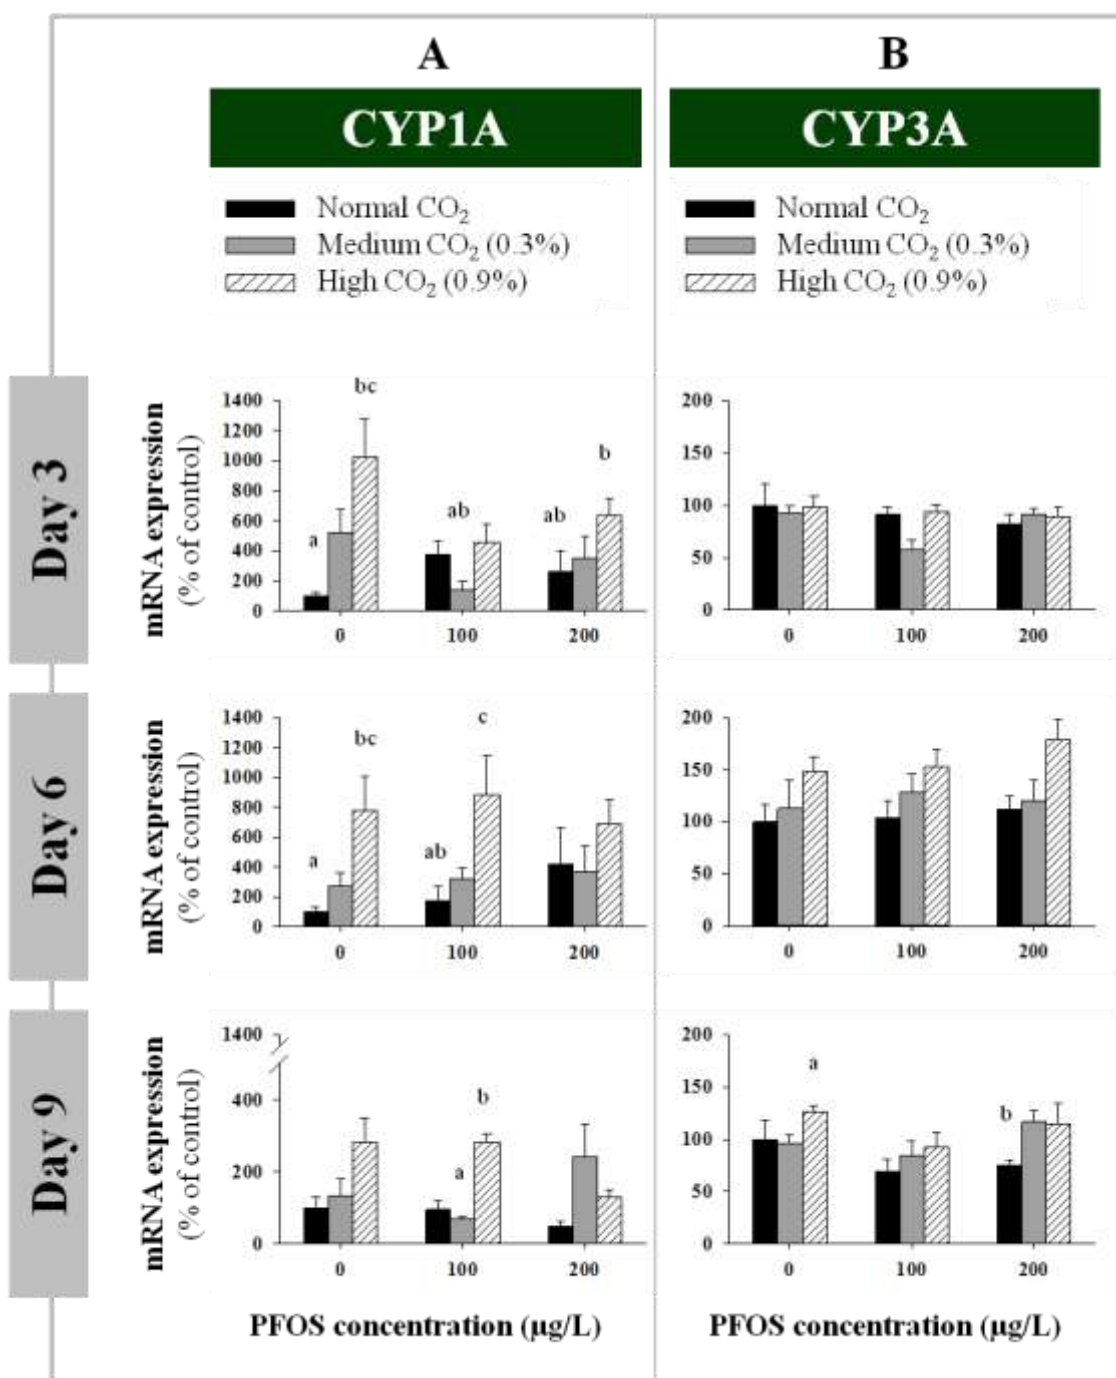 A
B
CYP1A
CYP3A
Normal CO₂
Medium CO₂ (0.3%)
High CO₂ (0.9%)
Normal CO₂
Medium CO₂ (0.3%)
High CO₂ (0.9%)
Day 3
mRNA expression
(% of control)
1400
1200
1000
800
600
400
200
0
a
bc
ab
ab
b
0
100
200
200
150
100
50
0
0
100
200
Day 6
mRNA expression
(% of control)
1400
1200
1000
800
600
400
200
0
a
bc
ab
c
0
100
200
200
150
100
50
0
0
100
200
Day 9
mRNA expression
(% of control)
1400
400
200
0
a
b
0
100
200
PFOS concentration (µg/L)
200
150
100
50
0
a
b
0
100
200
PFOS concentration (µg/L)